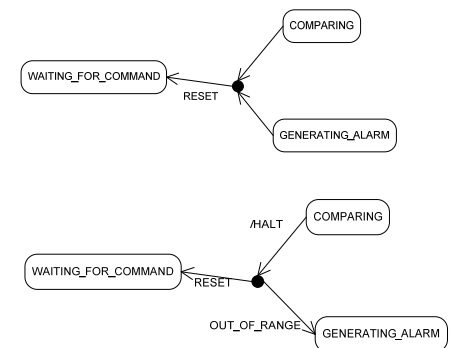 COMPARING
WAITING_FOR_COMMAND
RESET
GENERATING_ALARM
COMPARING
/HALT
WAITING_FOR_COMMAND
RESET
OUT_OF_RANGE
GENERATING_ALARM